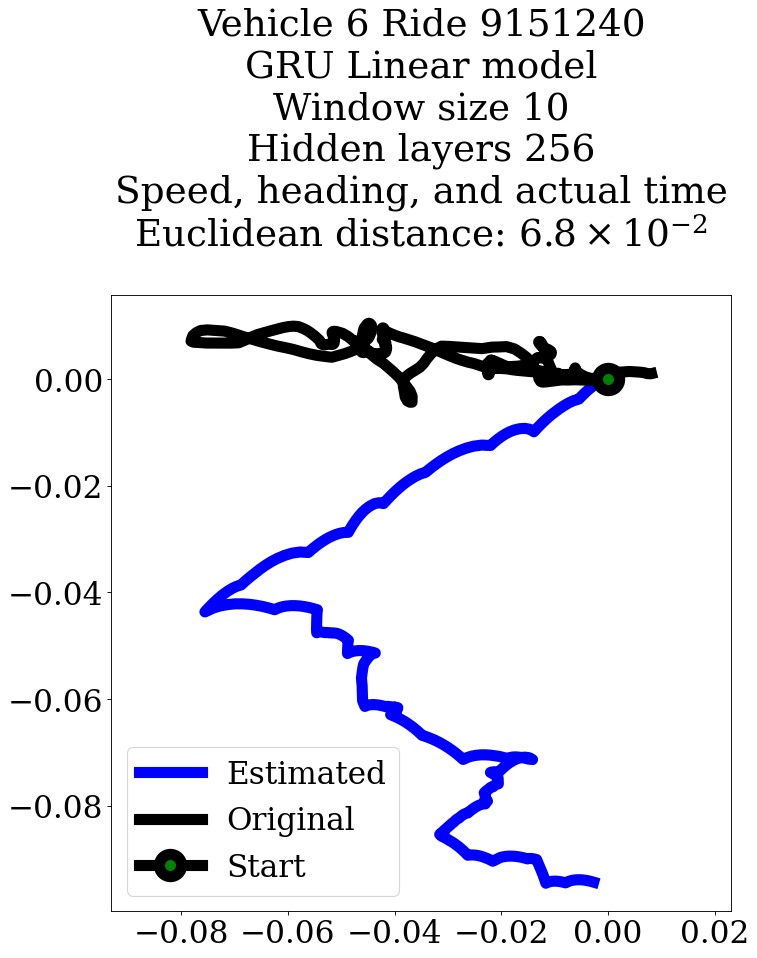 Vehicle 6 Ride 9151240
GRU Linear model
Window size 10
Hidden layers 256
Speed, heading, and actual time
Euclidean distance: 6.8 × 10⁻²
0.00
−0.02
−0.04
−0.06
−0.08
Estimated
Original
Start
−0.08 −0.06 −0.04 −0.02 0.00 0.02